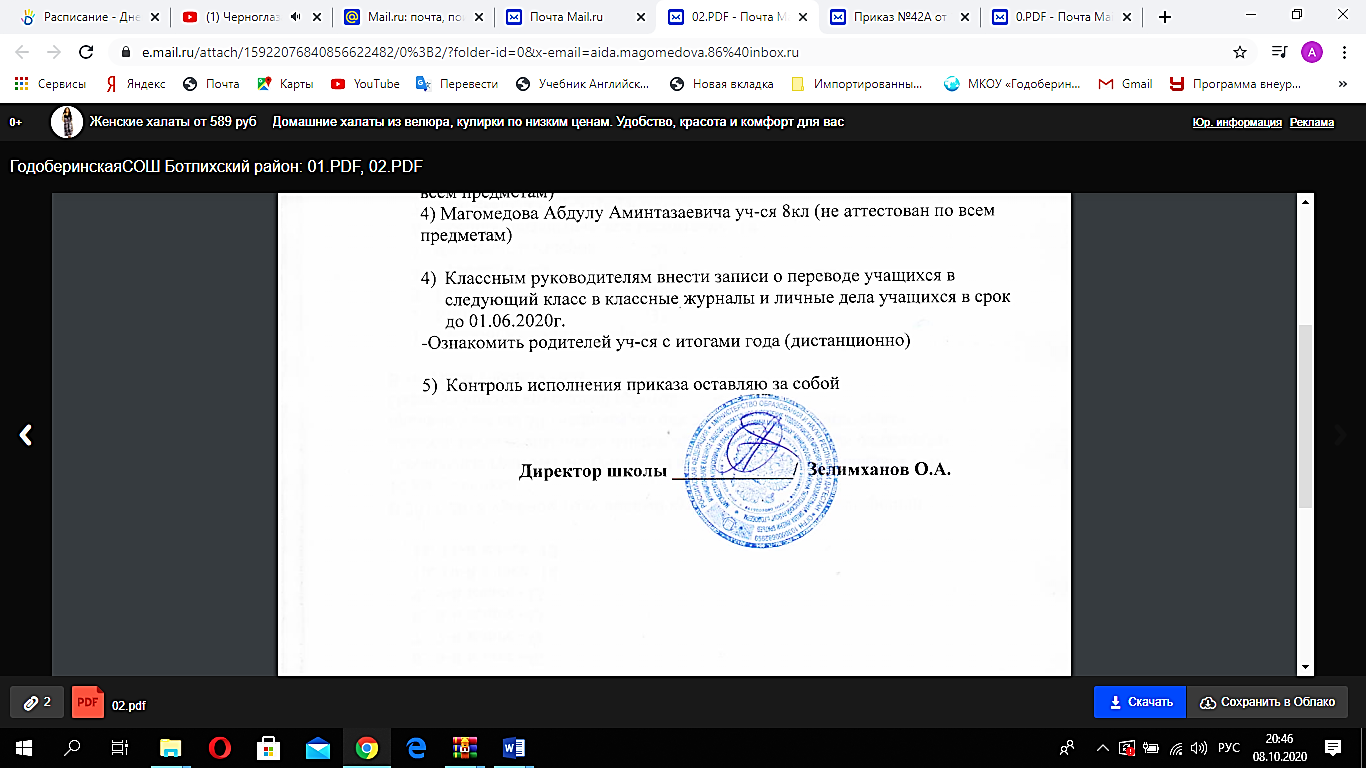 Расписание - Дне
(1) Черноглаз
Mail.ru: почта, по
Почта Mail.ru
02.PDF - Почта М
Приказ №42А от
0.PDF - Почта Mai
e.mail.ru/attach/15922076840856622482/0%3B2/?folder-id=0&x-email=aida.magomedova.86%40inbox.ru
A
Сервисы
Яндекс
Почта
Карты
YouTube
Перевести
Учебник Английск...
Новая вкладка
Импортированны...
МКОУ «Годоберин...
Gmail
Программа внеур...
0+
Женские халаты от 589 руб
Домашние халаты из велюра, кулирки по низким ценам. Удобство, красота и комфорт для вас
Юр. информация
Реклама
ГодоберинскаяСОШ Ботлихский район: 01.PDF, 02.PDF
всем предметам)
4) Магомедова Абдулу Аминтазаевича уч-ся 8кл (не аттестован по всем
предметам)
4) Классным руководителям внести записи о переводе учащихся в
следующий класс в классные журналы и личные дела учащихся в срок
до 01.06.2020г.
-Ознакомить родителей уч-ся с итогами года (дистанционно)
5) Контроль исполнения приказа оставляю за собой
Директор школы ____________/ Зелимханов О.А.
2
PDF
02.pdf
Скачать
Сохранить в Облако
РУС
20:46
08.10.2020